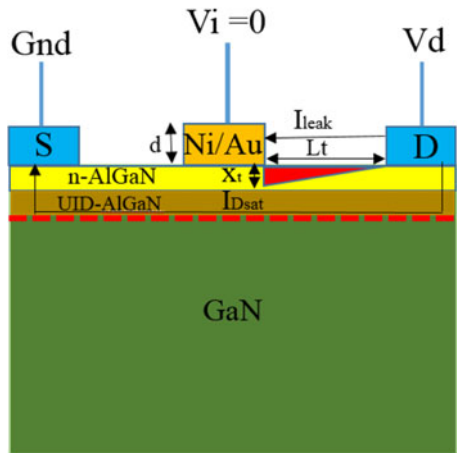 Vi =0
Gnd
Vd
d
Ileak
S
Ni/Au
Lt
D
n-AlGaN
Xt
UID-AlGaN
IDsat
GaN